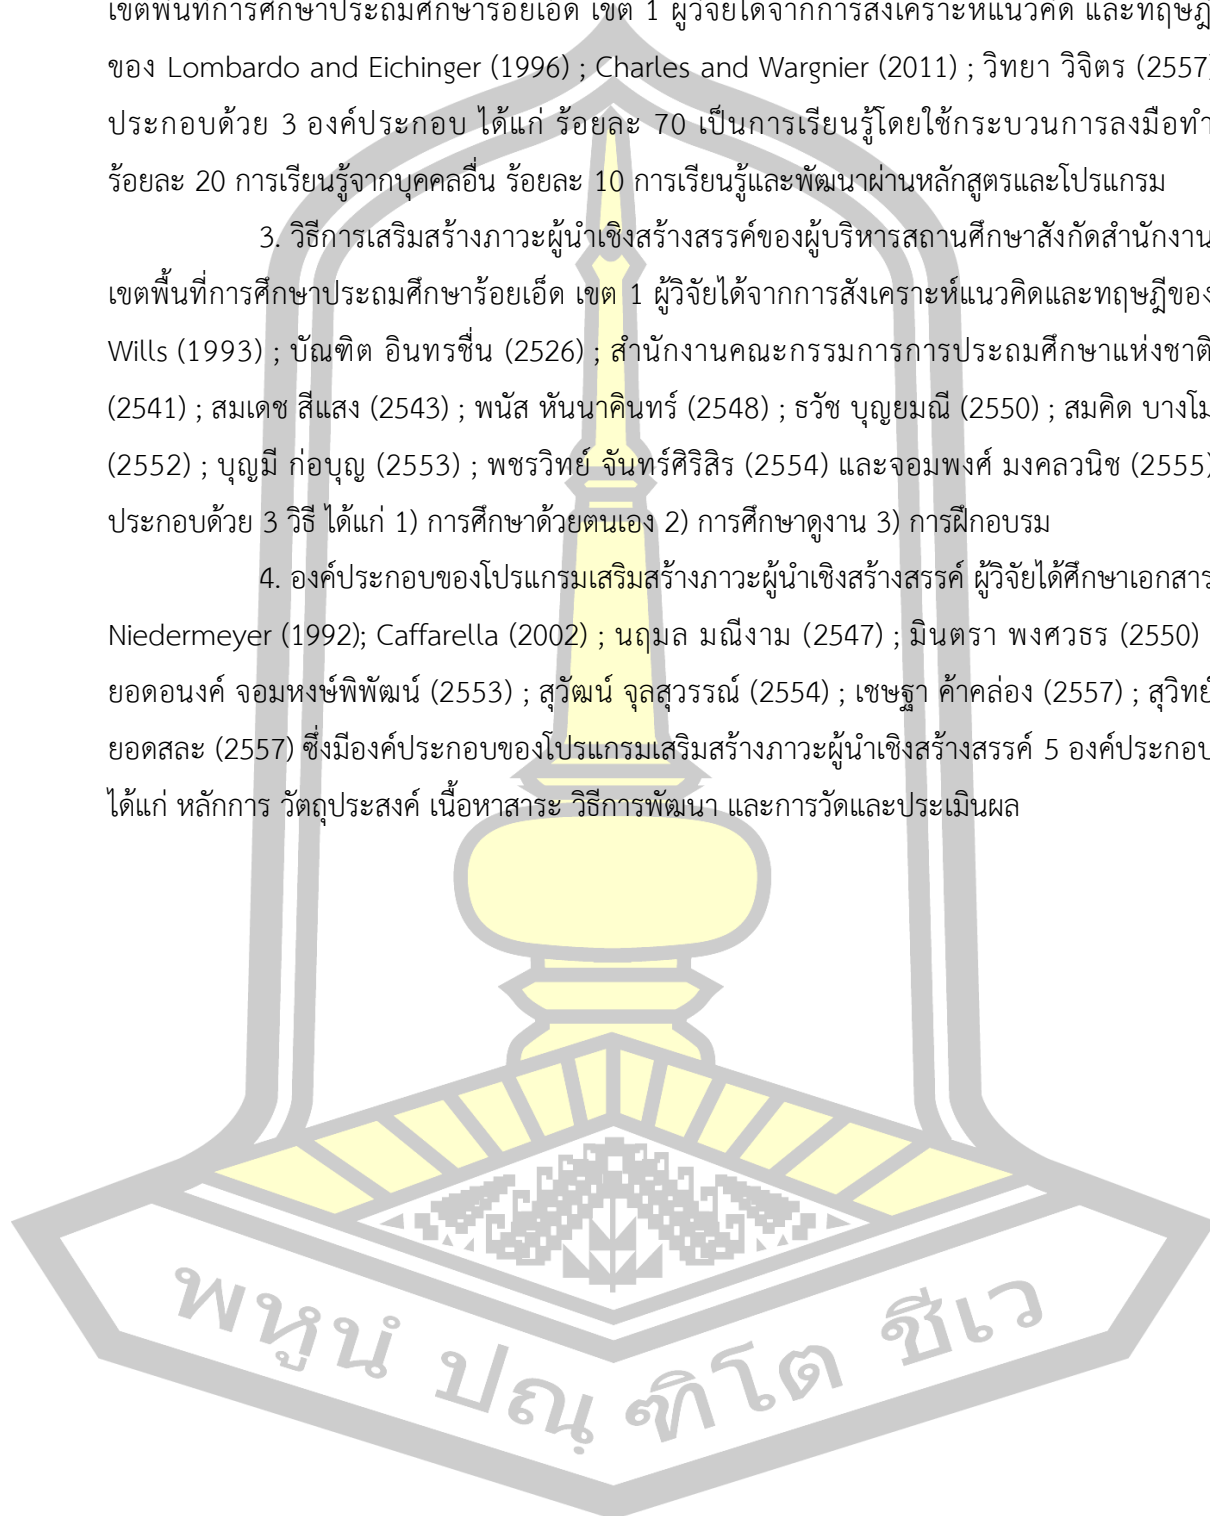 เขตพื้นที่การศึกษาประถมศึกษาร้อยเอ็ด เขต 1 ผู้วิจัยได้จากการสังเคราะห์แนวคิด และทฤษฎี
ของ Lombardo and Eichinger (1996) ; Charles and Wargnier (2011) ; วิทยา วิจิตร (2557)
ประกอบด้วย 3 องค์ประกอบ ได้แก่ ร้อยละ 70 เป็นการเรียนรู้โดยใช้กระบวนการลงมือทำ
ร้อยละ 20 การเรียนรู้จากบุคคลอื่น ร้อยละ 10 การเรียนรู้และพัฒนาผ่านหลักสูตรและโปรแกรม
3. วิธีการเสริมสร้างภาวะผู้นำเชิงสร้างสรรค์ของผู้บริหารสถานศึกษาสังกัดสำนักงาน
เขตพื้นที่การศึกษาประถมศึกษาร้อยเอ็ด เขต 1 ผู้วิจัยได้จากการสังเคราะห์แนวคิดและทฤษฎีของ
Wills (1993) ; บัณฑิต อินทรชื่น (2526) ; สำนักงานคณะกรรมการการประถมศึกษาแห่งชาติ
(2541) ; สมเดช สีแสง (2543) ; พนัส หันนาคินทร์ (2548) ; ธวัช บุญยมณี (2550) ; สมคิด บางโม
(2552) ; บุญมี ก่อบุญ (2553) ; พชรวิทย์ จันทร์ศิริสิร (2554) และจอมพงศ์ มงคลวนิช (2555)
ประกอบด้วย 3 วิธี ได้แก่ 1) การศึกษาด้วยตนเอง 2) การศึกษาดูงาน 3) การฝึกอบรม
4. องค์ประกอบของโปรแกรมเสริมสร้างภาวะผู้นำเชิงสร้างสรรค์ ผู้วิจัยได้ศึกษาเอกสาร
Niedermeyer (1992); Caffarella (2002) ; นฤมล มณีงาม (2547) ; มินตรา พงศวธร (2550)
ยอดอนงค์ จอมหงษ์พิพัฒน์ (2553) ; สุวัฒน์ จุลสุวรรณ์ (2554) ; เชษฐา ค้าคล่อง (2557) ; สุวิทย์
ยอดสละ (2557) ซึ่งมีองค์ประกอบของโปรแกรมเสริมสร้างภาวะผู้นำเชิงสร้างสรรค์ 5 องค์ประกอบ
ได้แก่ หลักการ วัตถุประสงค์ เนื้อหาสาระ วิธีการพัฒนา และการวัดและประเมินผล
พหูนํ ปณฺฑิโต ชีเว